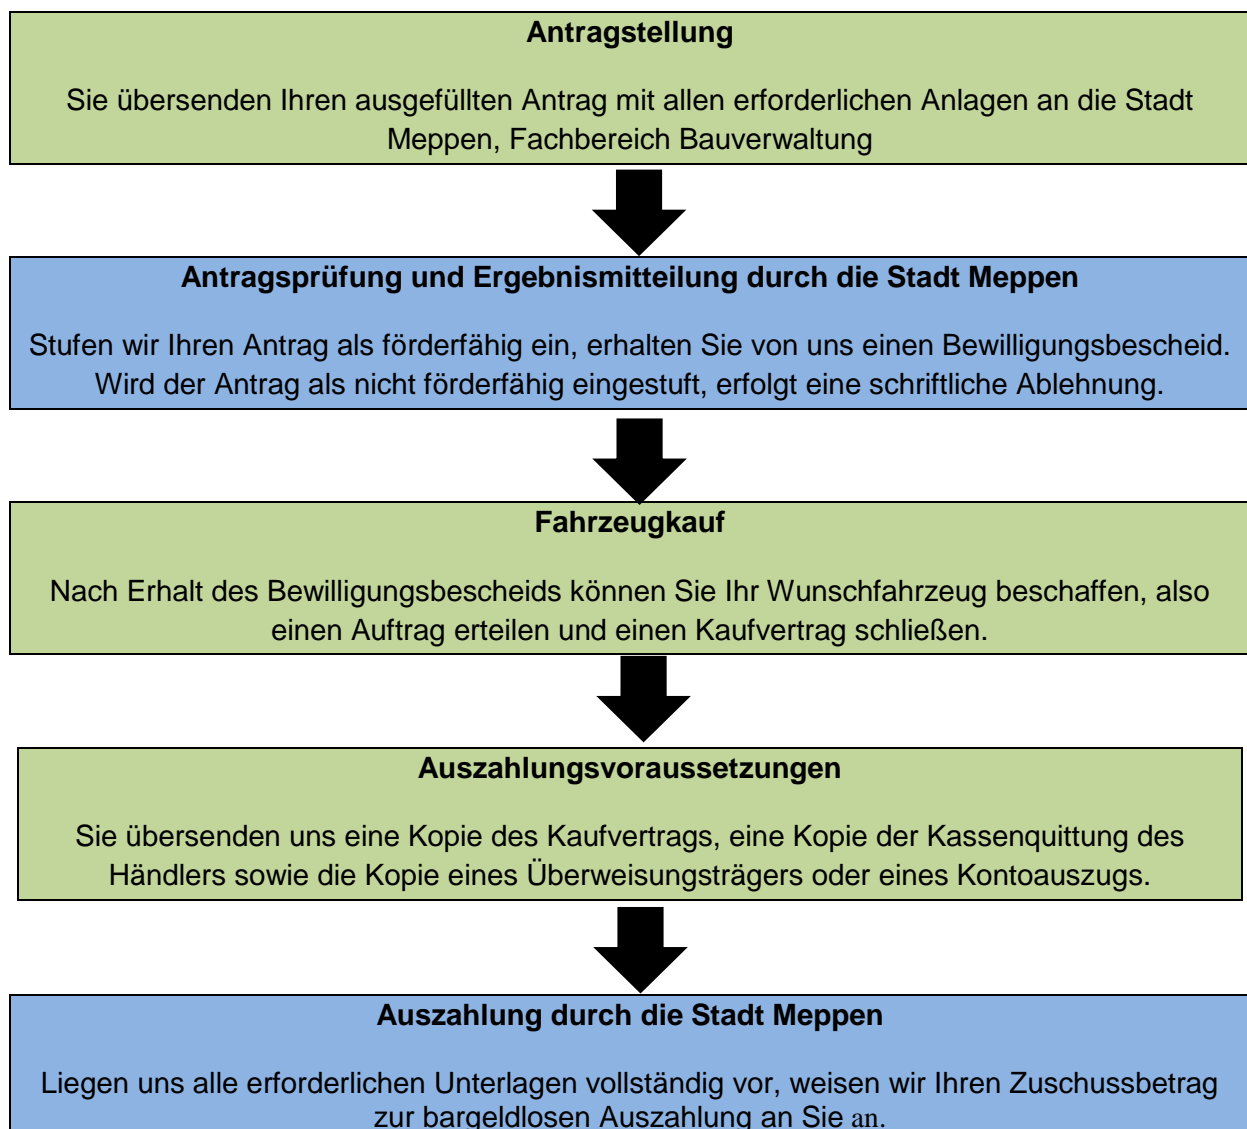 Antragstellung
Sie übersenden Ihren ausgefüllten Antrag mit allen erforderlichen Anlagen an die Stadt
Meppen, Fachbereich Bauverwaltung
Antragsprüfung und Ergebnismitteilung durch die Stadt Meppen
Stufen wir Ihren Antrag als förderfähig ein, erhalten Sie von uns einen Bewilligungsbescheid.
Wird der Antrag als nicht förderfähig eingestuft, erfolgt eine schriftliche Ablehnung.
Fahrzeugkauf
Nach Erhalt des Bewilligungsbescheids können Sie Ihr Wunschfahrzeug beschaffen, also
einen Auftrag erteilen und einen Kaufvertrag schließen.
Auszahlungsvoraussetzungen
Sie übersenden uns eine Kopie des Kaufvertrags, eine Kopie der Kassenquittung des
Händlers sowie die Kopie eines Überweisungsträgers oder eines Kontoauszugs.
Auszahlung durch die Stadt Meppen
Liegen uns alle erforderlichen Unterlagen vollständig vor, weisen wir Ihren Zuschussbetrag
zur bargeldlosen Auszahlung an Sie an.